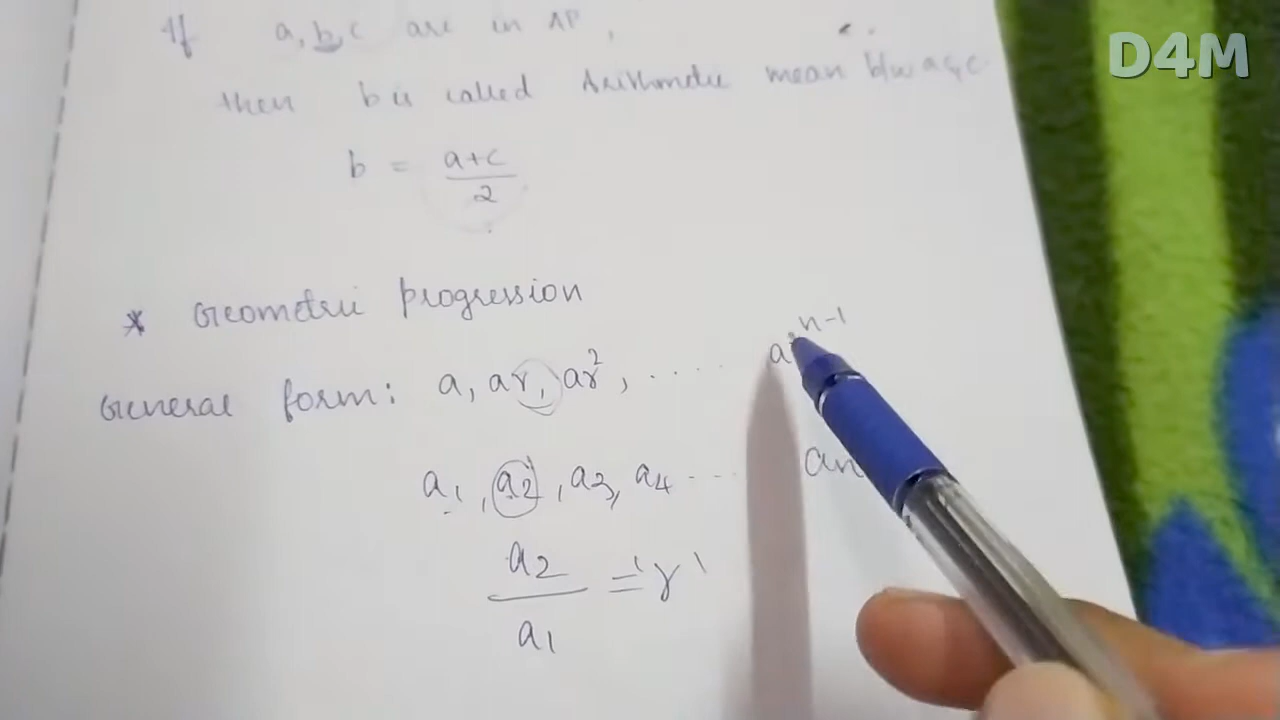 D4M
If a, b, c are in AP,
then b is called Arithmetic mean b/w a & c.
b = a+c / 2
* Geometric progression
General form: a, ar, ar², ..... a n-1
a1, a2, a3, a4 ... an
a2 / a1 = 'r'